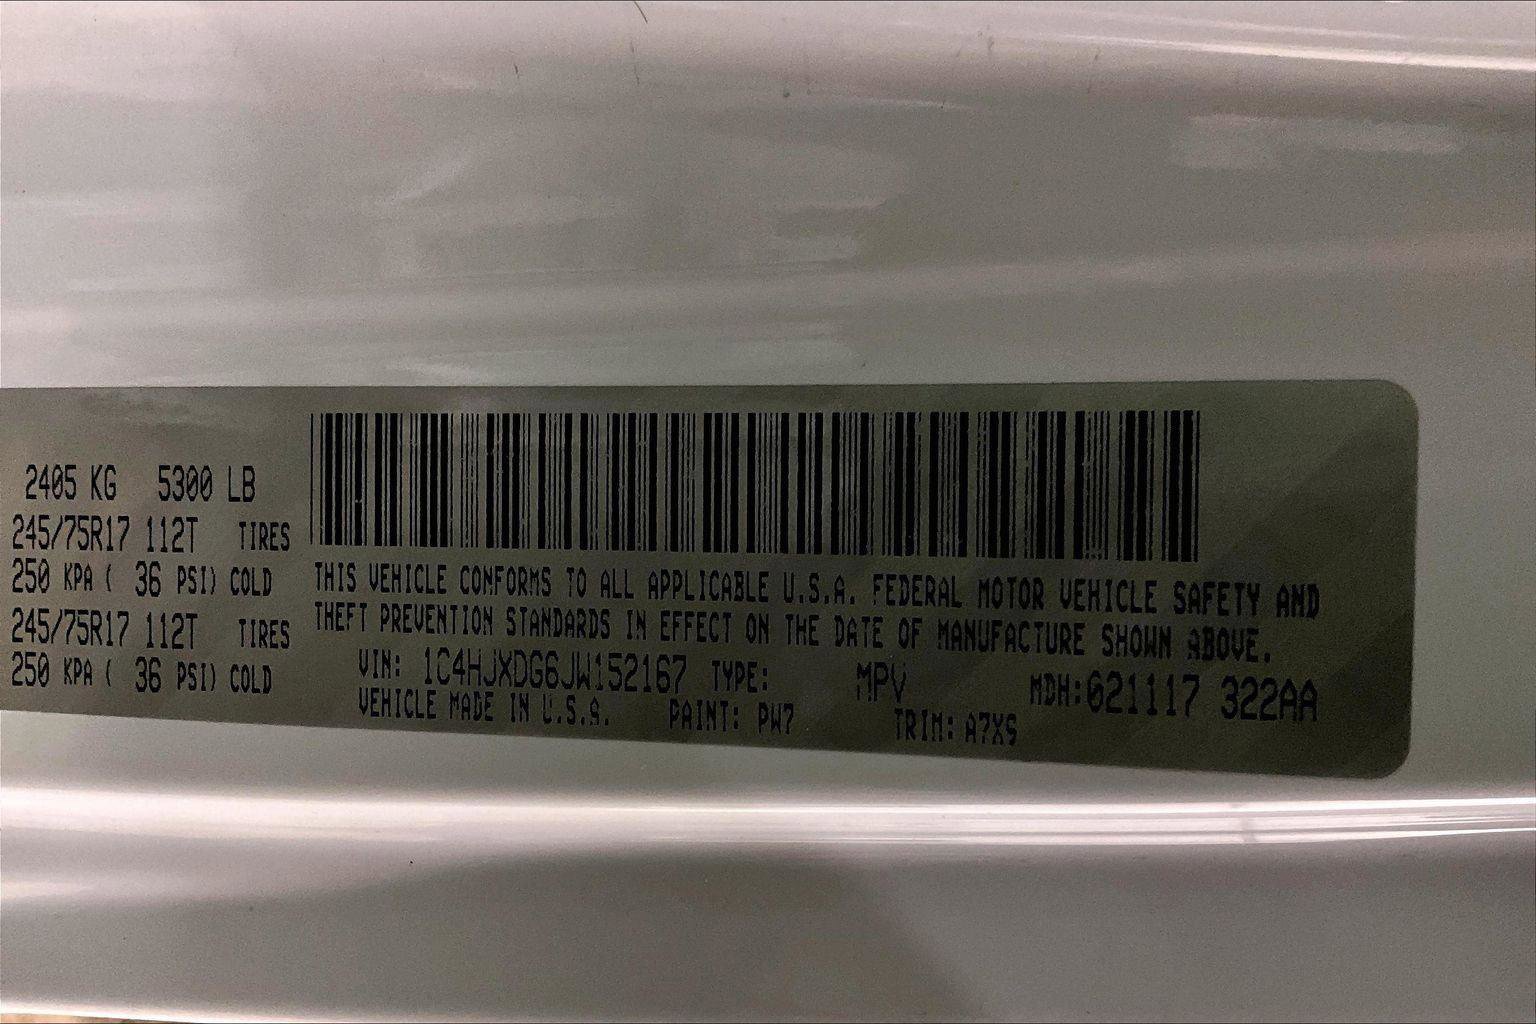 2405 KG 5300 LB
245/75R17 112T TIRES
250 KPA ( 36 PSI) COLD
245/75R17 112T TIRES
250 KPA ( 36 PSI) COLD
THIS VEHICLE CONFORMS TO ALL APPLICABLE U.S.A. FEDERAL MOTOR VEHICLE SAFETY AND
THEFT PREVENTION STANDARDS IN EFFECT ON THE DATE OF MANUFACTURE SHOWN ABOVE.
VIN: 1C4HJXDG6JW152167 TYPE: MPV MDH:021117 322AA
VEHICLE MADE IN U.S.A. PAINT: PW7 TRIM: A7X9